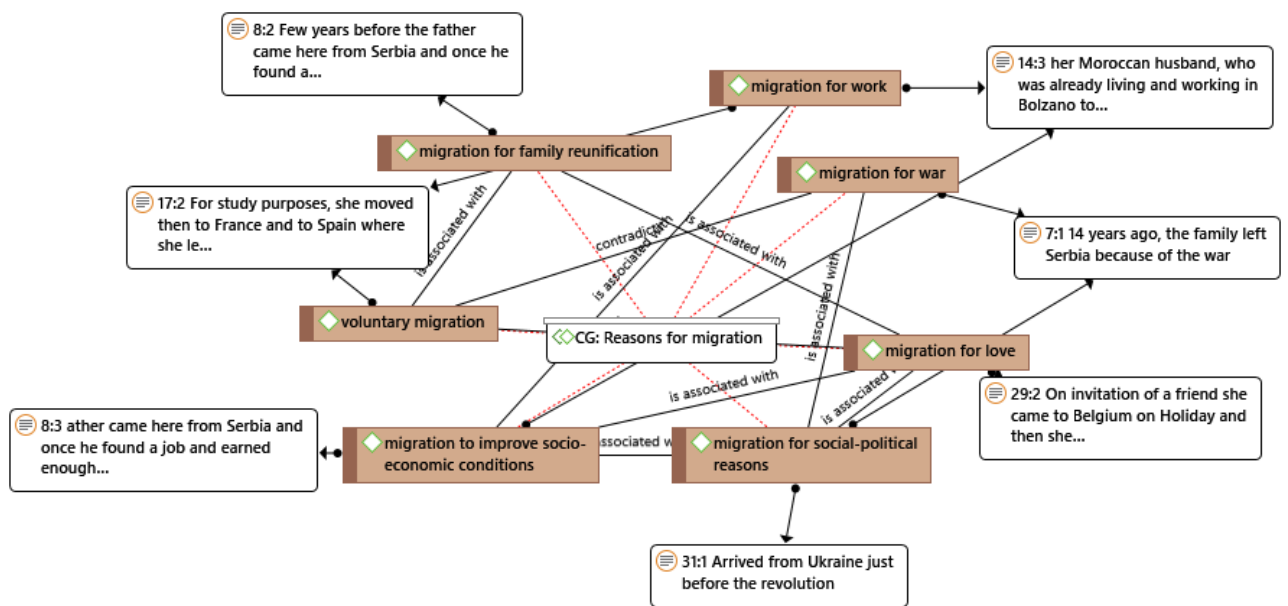 8:2 Few years before the father
came here from Serbia and once he
found a...
migration for work
14:3 her Moroccan husband, who
was already living and working in
Bolzano to...
migration for family reunification
migration for war
17:2 For study purposes, she moved
then to France and to Spain where
she le...
is associated with
is associated with
contradicts
is associated with
7:1 14 years ago, the family left
Serbia because of the war
voluntary migration
CG: Reasons for migration
is associated with
migration for love
is associated with
is associated with
29:2 On invitation of a friend she
came to Belgium on Holiday and
then she...
8:3 ather came here from Serbia and
once he found a job and earned
enough...
migration to improve socio-
economic conditions
associated
migration for social-political
reasons
31:1 Arrived from Ukraine just
before the revolution